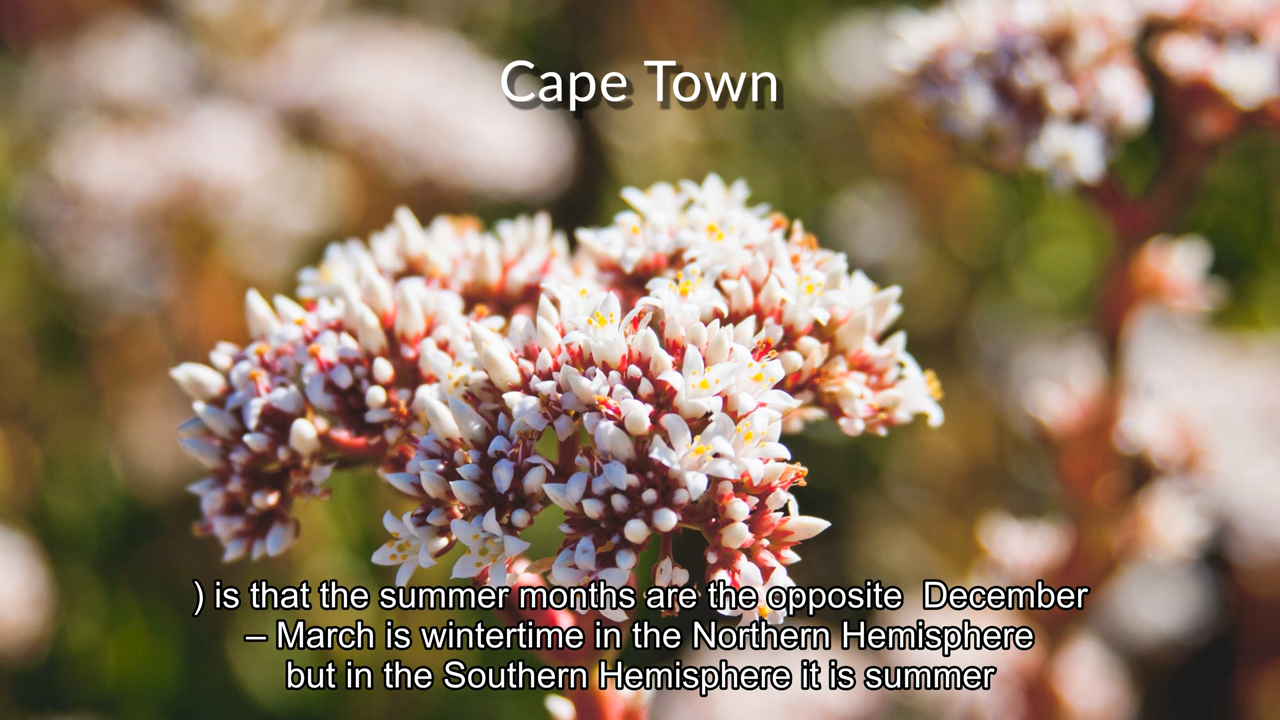 Cape Town
) is that the summer months are the opposite  December
– March is wintertime in the Northern Hemisphere
but in the Southern Hemisphere it is summer